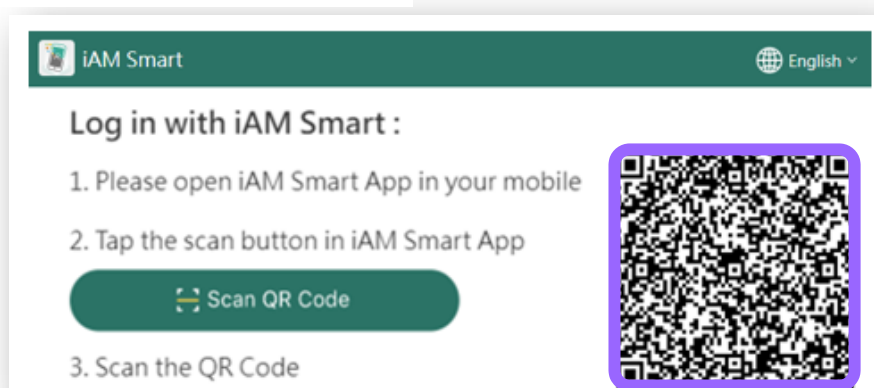 iAM Smart
English
Log in with iAM Smart :
1. Please open iAM Smart App in your mobile
2. Tap the scan button in iAM Smart App
Scan QR Code
3. Scan the QR Code